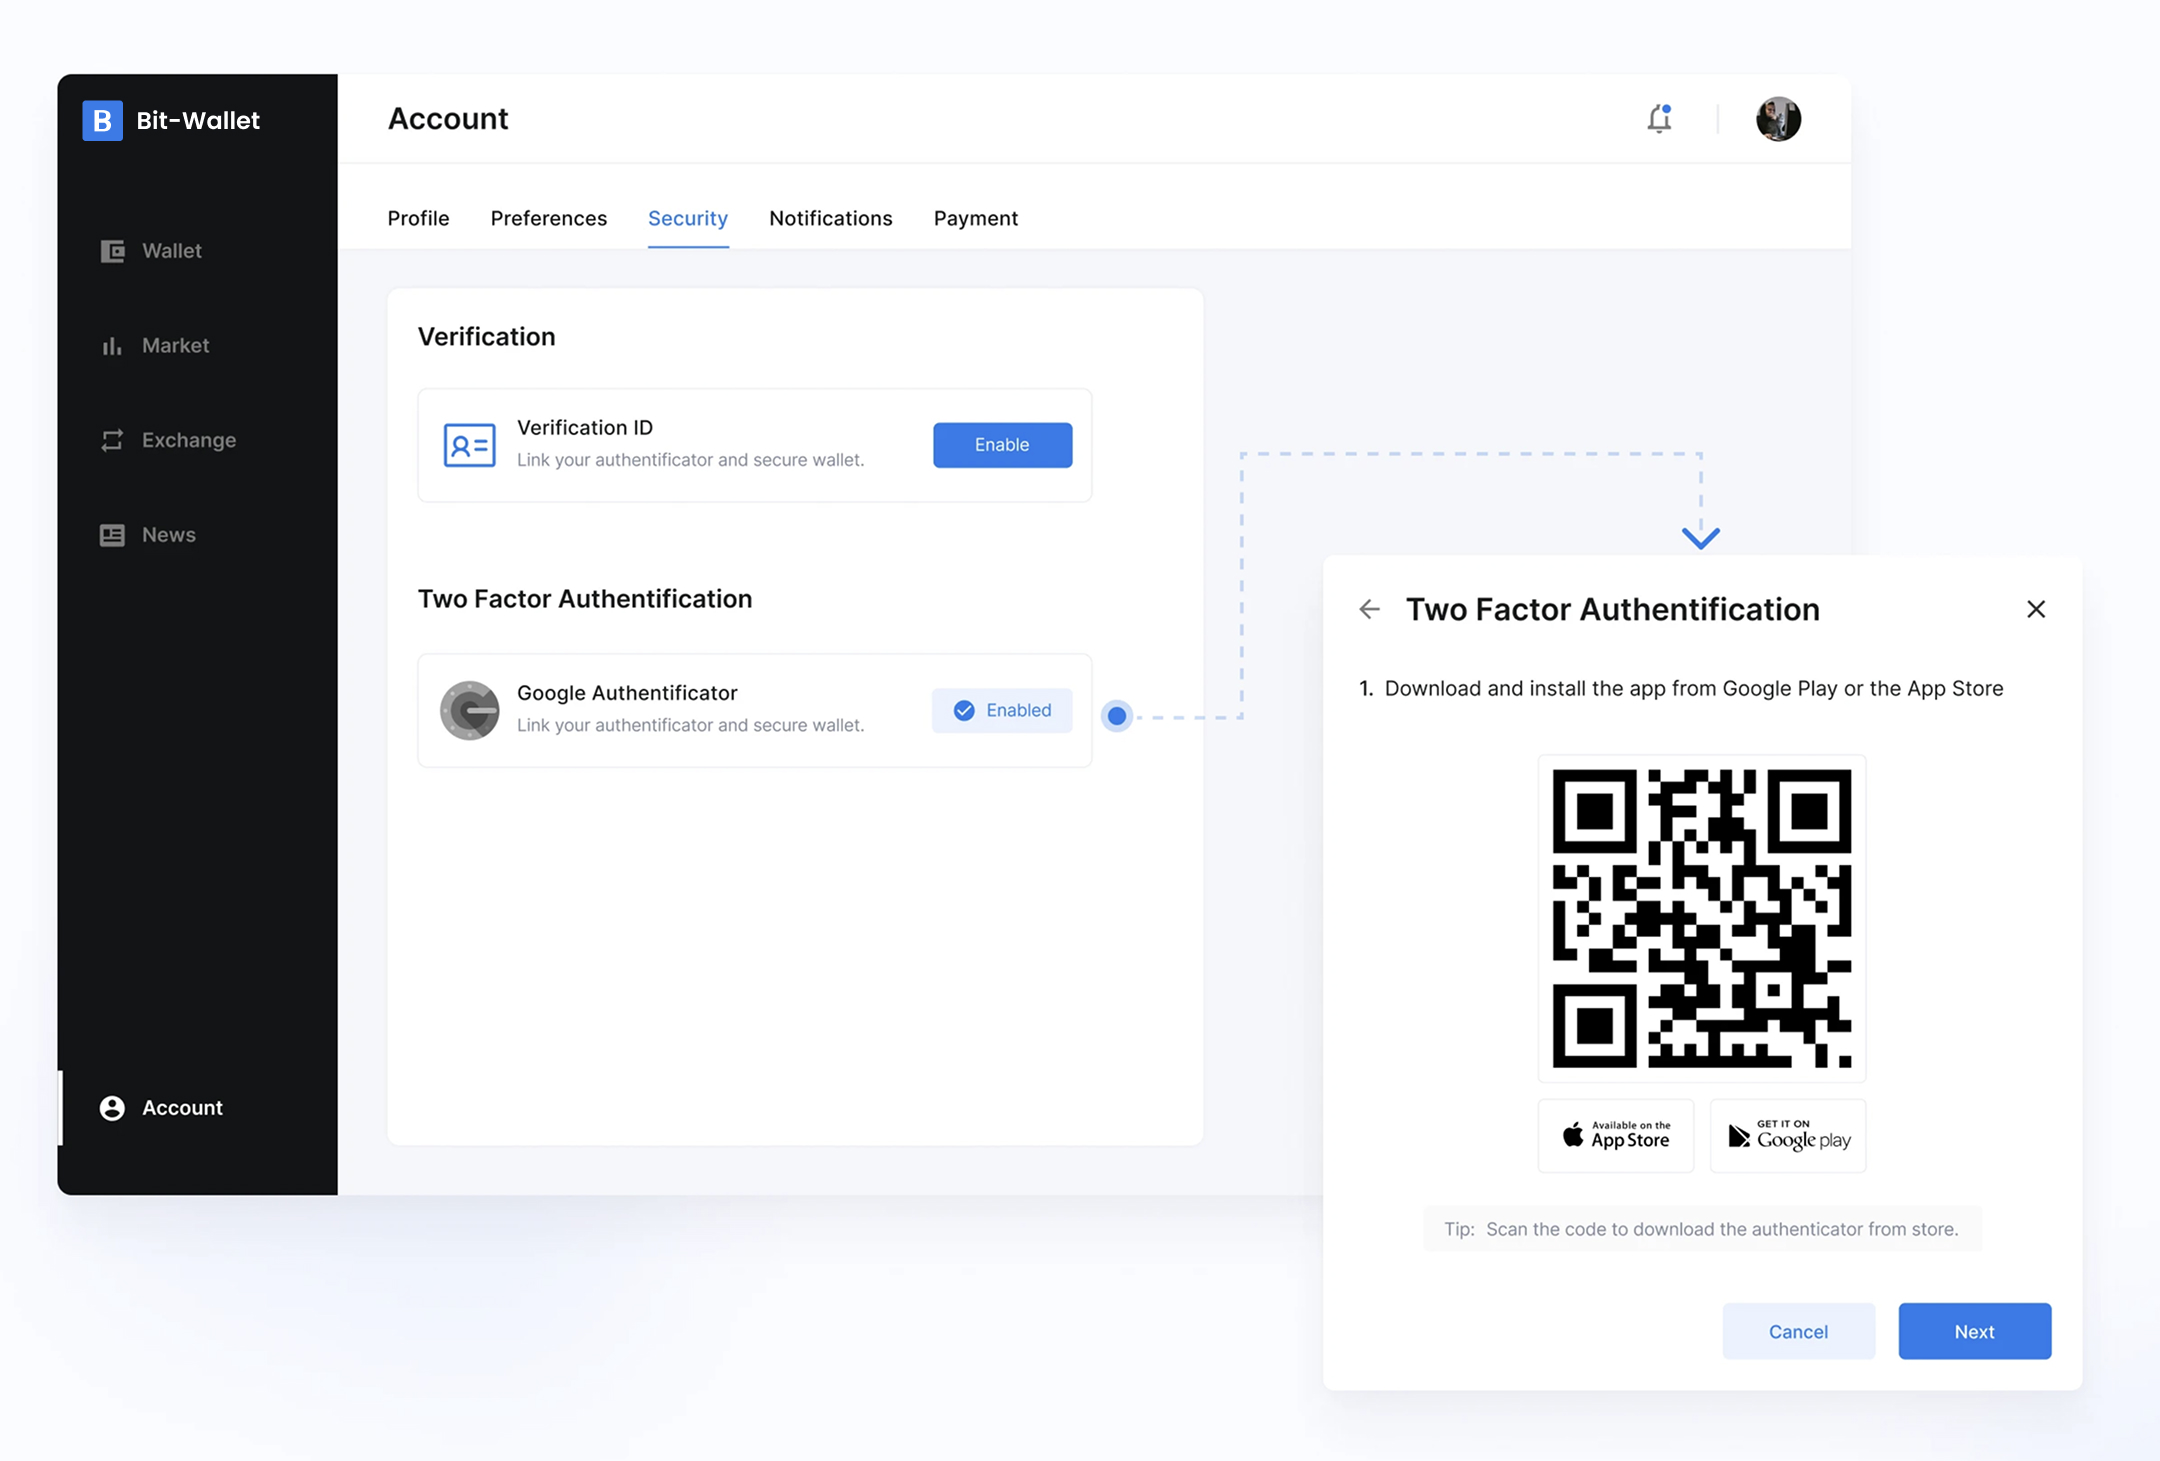 B Bit-Wallet
Wallet
Market
Exchange
News
Account
Account
Profile Preferences Security Notifications Payment
Verification
Verification ID
Link your authentificator and secure wallet.
Enable
Two Factor Authentification
Google Authentificator
Link your authentificator and secure wallet.
Enabled
Two Factor Authentification
1. Download and install the app from Google Play or the App Store
Available on the
App Store
GET IT ON
Google play
Tip: Scan the code to download the authenticator from store.
Cancel
Next